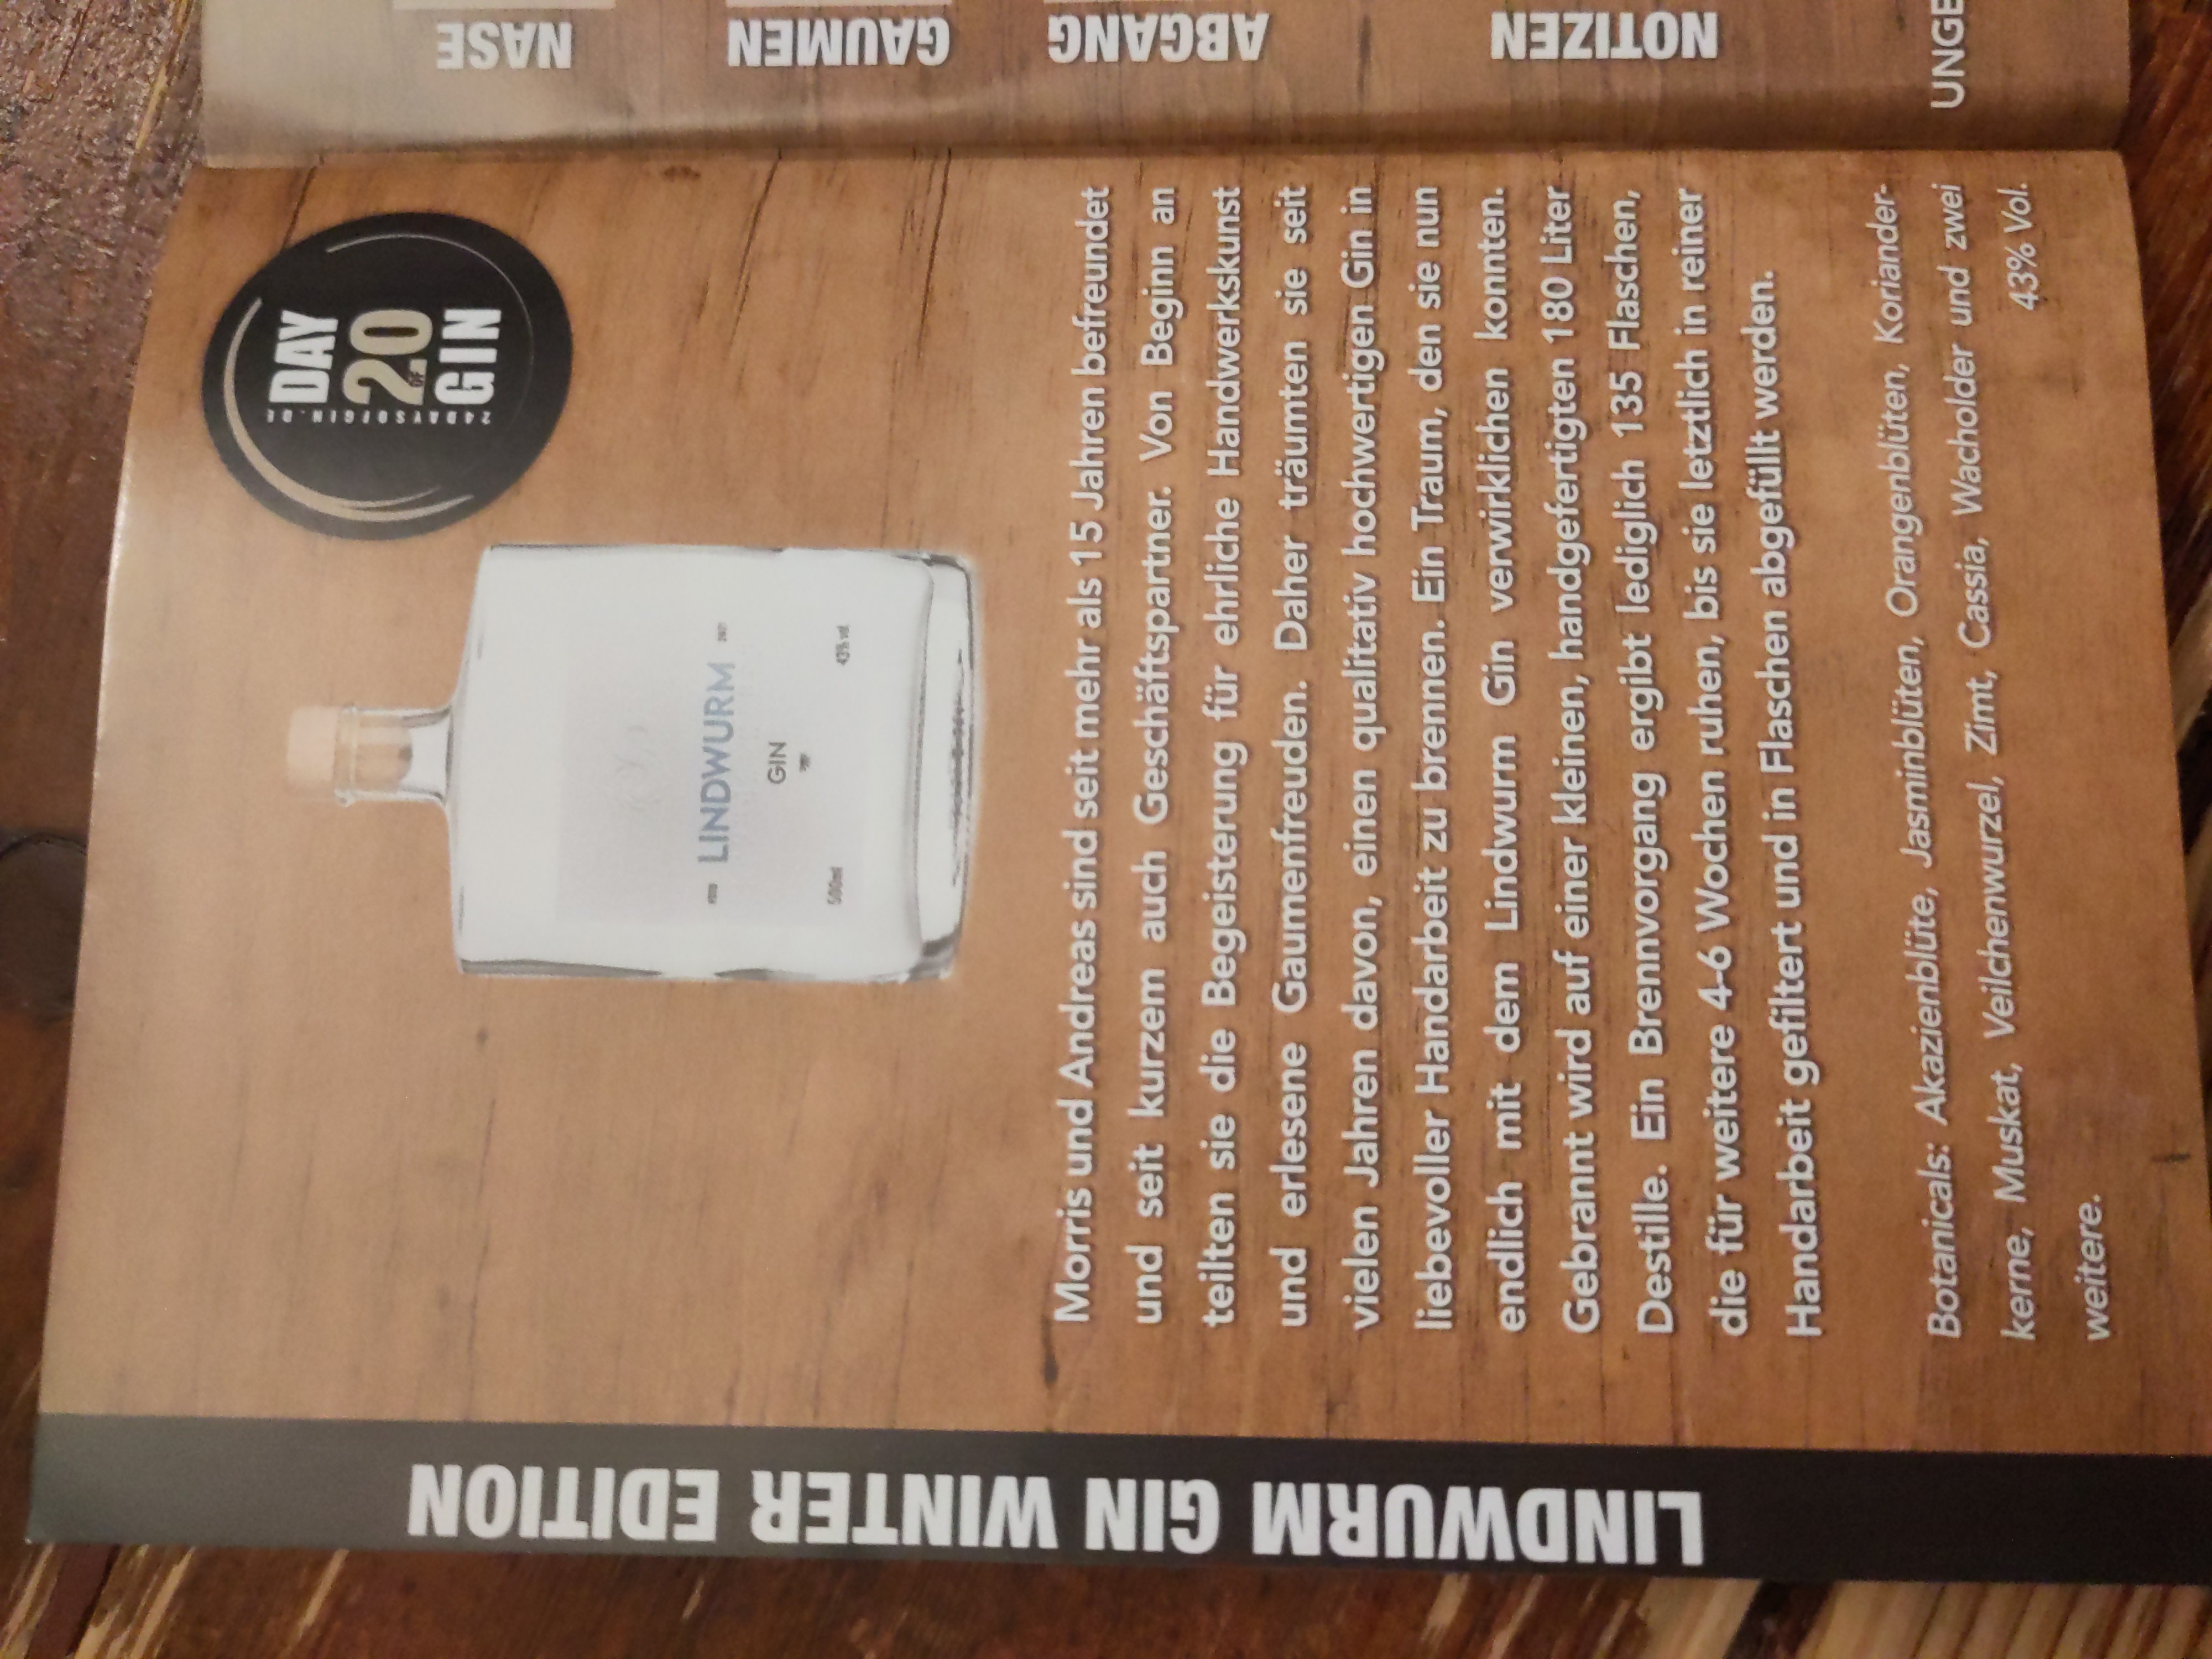 LINDWURM GIN WINTER EDITION
DAY
20
OF
GIN
24DAYSOFGIN.DE
LINDWURM
GIN
500ml
43% vol.
Morris und Andreas sind seit mehr als 15 Jahren befreundet
und seit kurzem auch Geschäftspartner. Von Beginn an
teilten sie die Begeisterung für ehrliche Handwerkskunst
und erlesene Gaumenfreuden. Daher träumten sie seit
vielen Jahren davon, einen qualitativ hochwertigen Gin in
liebevoller Handarbeit zu brennen. Ein Traum, den sie nun
endlich mit dem Lindwurm Gin verwirklichen konnten.
Gebrannt wird auf einer kleinen, handgefertigten 180 Liter
Destille. Ein Brennvorgang ergibt lediglich 135 Flaschen,
die für weitere 4-6 Wochen ruhen, bis sie letztlich in reiner
Handarbeit gefiltert und in Flaschen abgefüllt werden.
Botanicals: Akazienblüte, Jasminblüten, Orangenblüten, Koriander-
kerne, Muskat, Veilchenwurzel, Zimt, Cassia, Wacholder und zwei
weitere.
43% Vol.
NASE
GAUMEN
ABGANG
NOTIZEN
UNGE